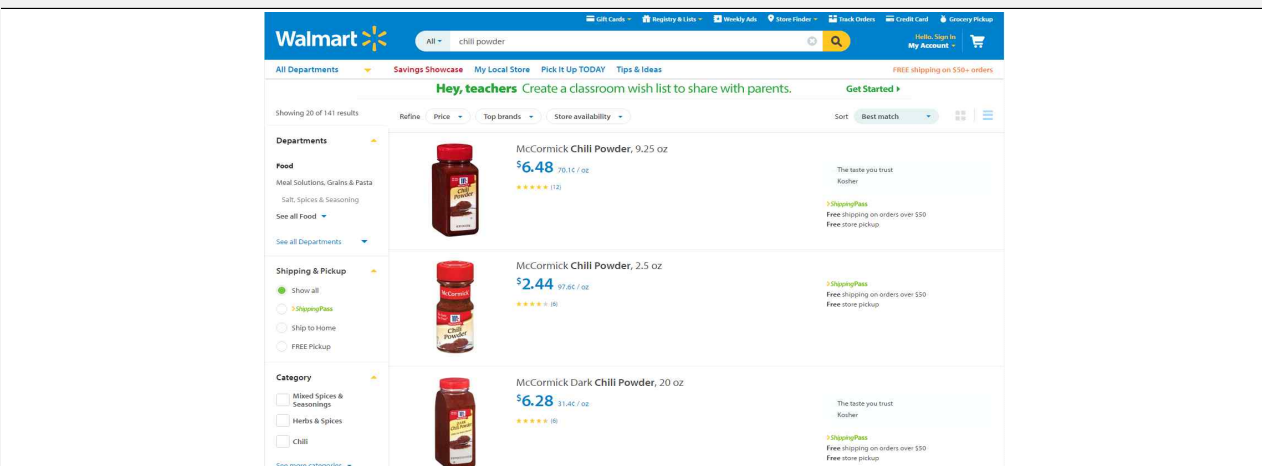 Gift Cards Registry & Lists Weekly Ads Store Finder Track Orders Credit Card Grocery Pickup
Walmart All chili powder Hello. Sign In
My Account
All Departments Savings Showcase My Local Store Pick It Up TODAY Tips & Ideas FREE shipping on $50+ orders
Hey, teachers Create a classroom wish list to share with parents. Get Started
Showing 20 of 141 results
Refine Price Top brands Store availability Sort Best match
Departments
Food
Meal Solutions, Grains & Pasta
Salt, Spices & Seasoning
See all Food
See all Departments
Shipping & Pickup
Show all
ShippingPass
Ship to Home
FREE Pickup
Category
Mixed Spices &
Seasonings
Herbs & Spices
Chili
See more categories
McCormick Chili Powder, 9.25 oz
$6.48 70.1¢ / oz
(12)
The taste you trust
Kosher
ShippingPass
Free shipping on orders over $50
Free store pickup
Chili
Powder
McCormick Chili Powder, 2.5 oz
$2.44 97.6¢ / oz
(6)
ShippingPass
Free shipping on orders over $50
Free store pickup
McCormick
Chili
Powder
McCormick Dark Chili Powder, 20 oz
$6.28 31.4¢ / oz
(6)
The taste you trust
Kosher
ShippingPass
Free shipping on orders over $50
Free store pickup